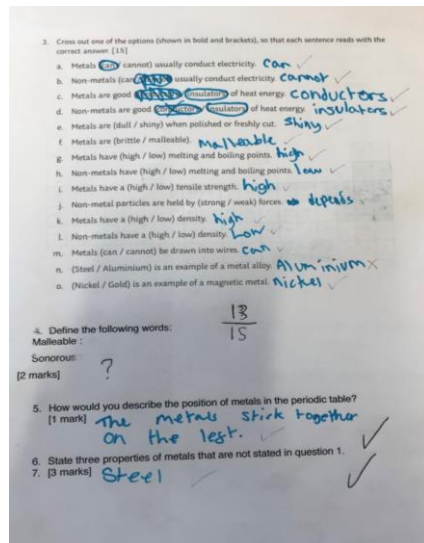 3. Cross out one of the options (shown in bold and brackets), so that each sentence reads with the
correct answer. [15]
a. Metals (can / cannot) usually conduct electricity. Can
b. Non-metals (can usually conduct electricity. cannot
c. Metals are good insulators) of heat energy. conductors
d. Non-metals are good (conductors / insulators) of heat energy. insulators
e. Metals are (dull / shiny) when polished or freshly cut. Shiny
f. Metals are (brittle / malleable). Malleable
g. Metals have (high / low) melting and boiling points. high
h. Non-metals have (high / low) melting and boiling points. low
i. Metals have a (high / low) tensile strength. high
j. Non-metal particles are held by (strong / weak) forces. depends
k. Metals have a (high / low) density. high
l. Non-metals have a (high / low) density. Low
m. Metals (can / cannot) be drawn into wires. Can
n. (Steel / Aluminium) is an example of a metal alloy. Aluminium
o. (Nickel / Gold) is an example of a magnetic metal. Nickel
13
15
4. Define the following words:
Malleable :
Sonorous
?
[2 marks]
5. How would you describe the position of metals in the periodic table?
[1 mark] The metals stick together
on the lest.
6. State three properties of metals that are not stated in question 1.
7. [3 marks] Steel